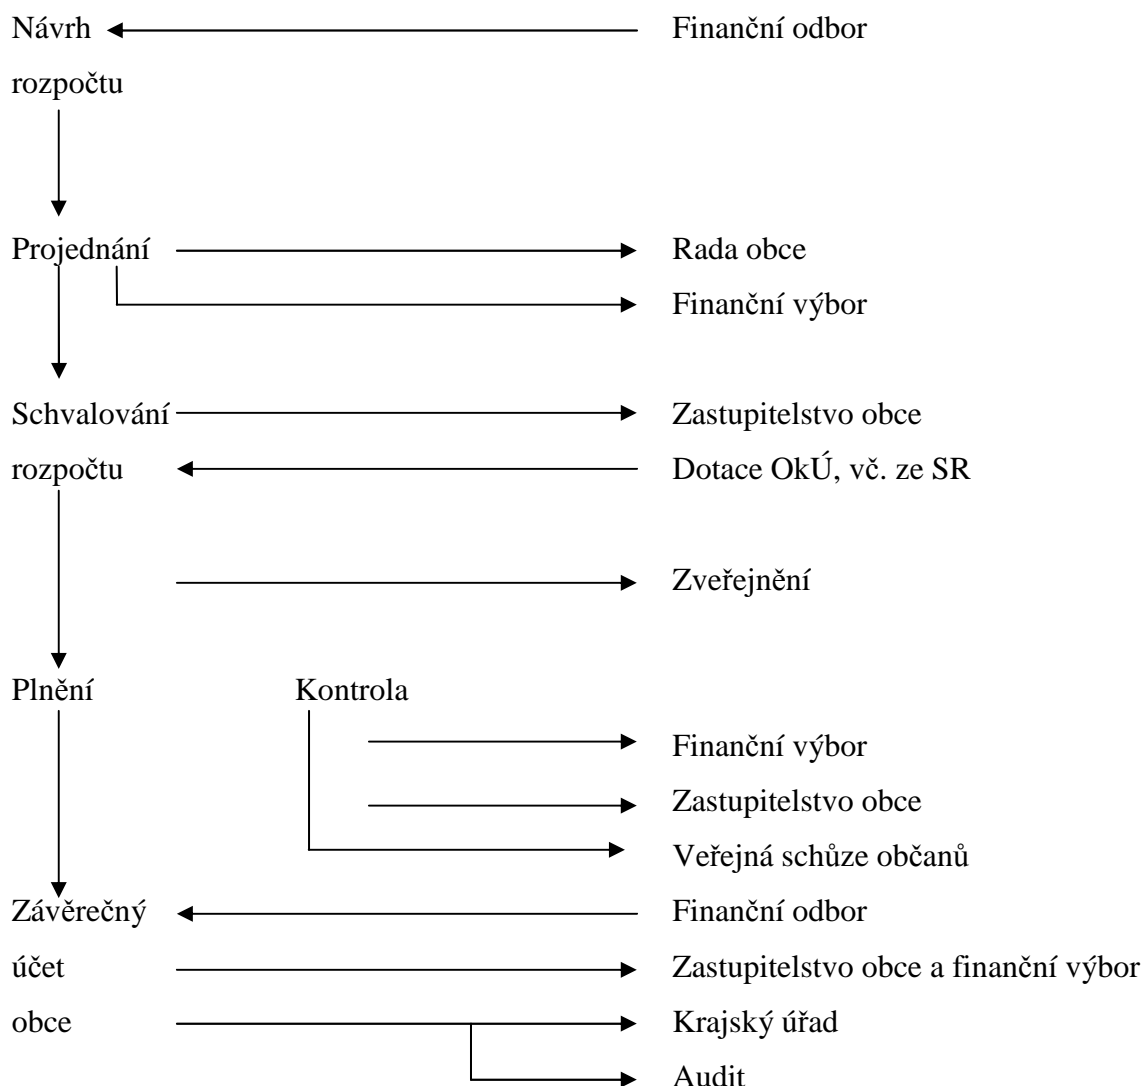 Návrh Finanční odbor
rozpočtu
Projednání Rada obce
Finanční výbor
Schvalování Zastupitelstvo obce
rozpočtu Dotace OkÚ, vč. ze SR
Zveřejnění
Plnění Kontrola
Finanční výbor
Zastupitelstvo obce
Veřejná schůze občanů
Závěrečný Finanční odbor
účet Zastupitelstvo obce a finanční výbor
obce Krajský úřad
Audit